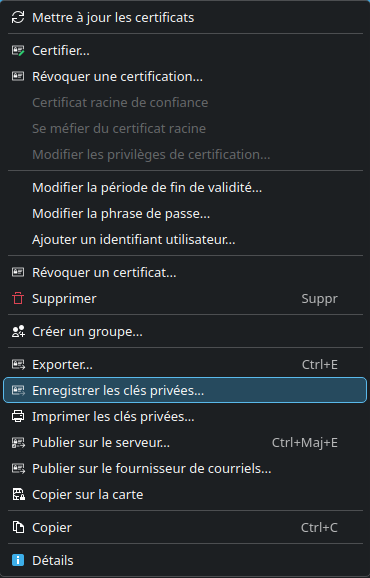 Mettre à jour les certificats
Certifier...
Révoquer une certification...
Certificat racine de confiance
Se méfier du certificat racine
Modifier les privilèges de certification...
Modifier la période de fin de validité...
Modifier la phrase de passe...
Ajouter un identifiant utilisateur...
Révoquer un certificat...
Supprimer Suppr
Créer un groupe...
Exporter... Ctrl+E
Enregistrer les clés privées...
Imprimer les clés privées...
Publier sur le serveur... Ctrl+Maj+E
Publier sur le fournisseur de courriels...
Copier sur la carte
Copier Ctrl+C
Détails